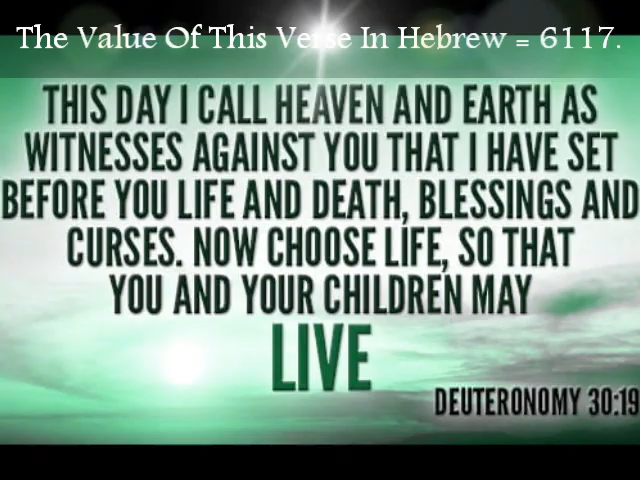 The Value Of This Verse In Hebrew = 6117.
THIS DAY I CALL HEAVEN AND EARTH AS
WITNESSES AGAINST YOU THAT I HAVE SET
BEFORE YOU LIFE AND DEATH, BLESSINGS AND
CURSES. NOW CHOOSE LIFE, SO THAT
YOU AND YOUR CHILDREN MAY
LIVE
DEUTERONOMY 30:19